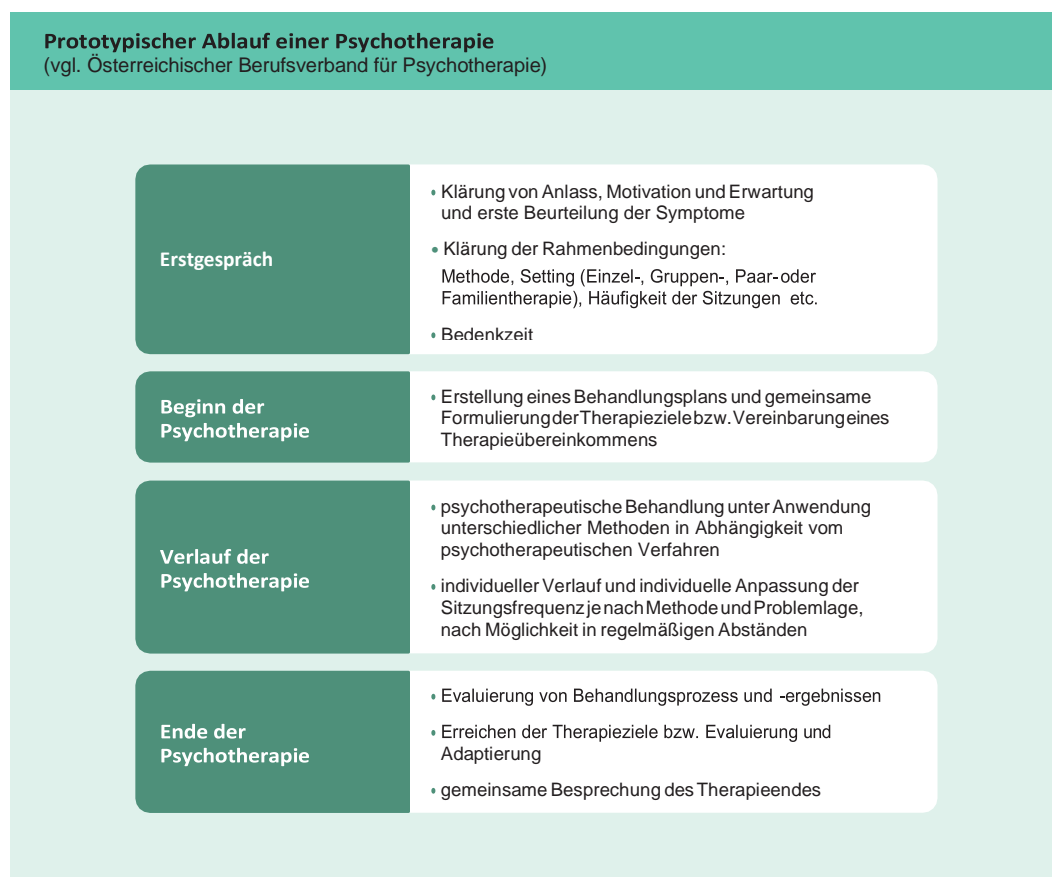 Prototypischer Ablauf einer Psychotherapie
(vgl. Österreichischer Berufsverband für Psychotherapie)
Erstgespräch
• Klärung von Anlass, Motivation und Erwartung
und erste Beurteilung der Symptome
• Klärung der Rahmenbedingungen:
Methode, Setting (Einzel-, Gruppen-, Paar- oder
Familientherapie), Häufigkeit der Sitzungen etc.
• Bedenkzeit
Beginn der
Psychotherapie
• Erstellung eines Behandlungsplans und gemeinsame
Formulierung der Therapieziele bzw. Vereinbarung eines
Therapieübereinkommens
Verlauf der
Psychotherapie
• psychotherapeutische Behandlung unter Anwendung
unterschiedlicher Methoden in Abhängigkeit vom
psychotherapeutischen Verfahren
• individueller Verlauf und individuelle Anpassung der
Sitzungsfrequenz je nach Methode und Problemlage,
nach Möglichkeit in regelmäßigen Abständen
Ende der
Psychotherapie
• Evaluierung von Behandlungsprozess und -ergebnissen
• Erreichen der Therapieziele bzw. Evaluierung und
Adaptierung
• gemeinsame Besprechung des Therapieendes